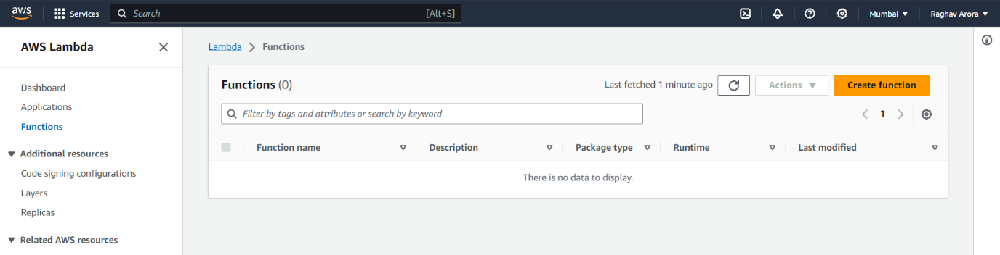 aws Services Search [Alt+S] Mumbai Raghav Arora
AWS Lambda
Dashboard
Applications
Functions
Additional resources
Code signing configurations
Layers
Replicas
Related AWS resources
Lambda Functions
Functions (0) Last fetched 1 minute ago Actions Create function
Filter by tags and attributes or search by keyword 1
Function name Description Package type Runtime Last modified
There is no data to display.